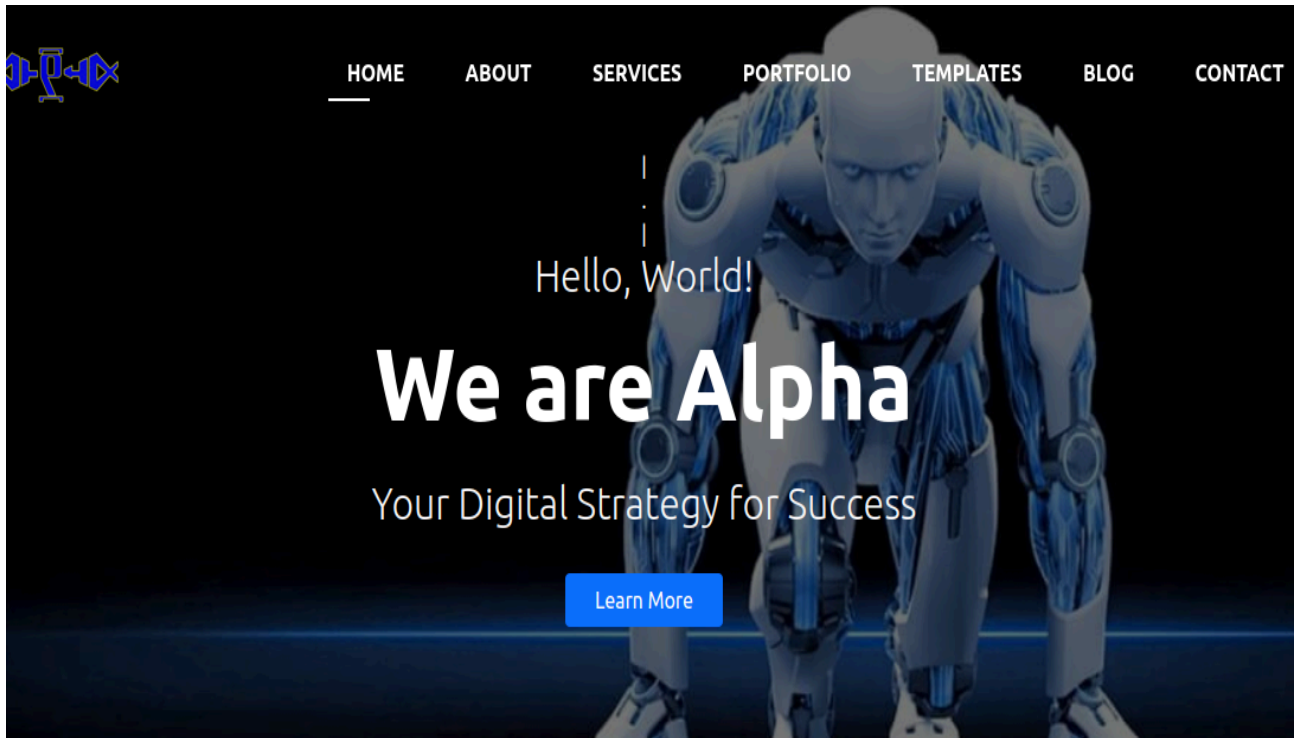 alpha
HOME ABOUT SERVICES PORTFOLIO TEMPLATES BLOG CONTACT
|
.
|
Hello, World!
We are Alpha
Your Digital Strategy for Success
Learn More